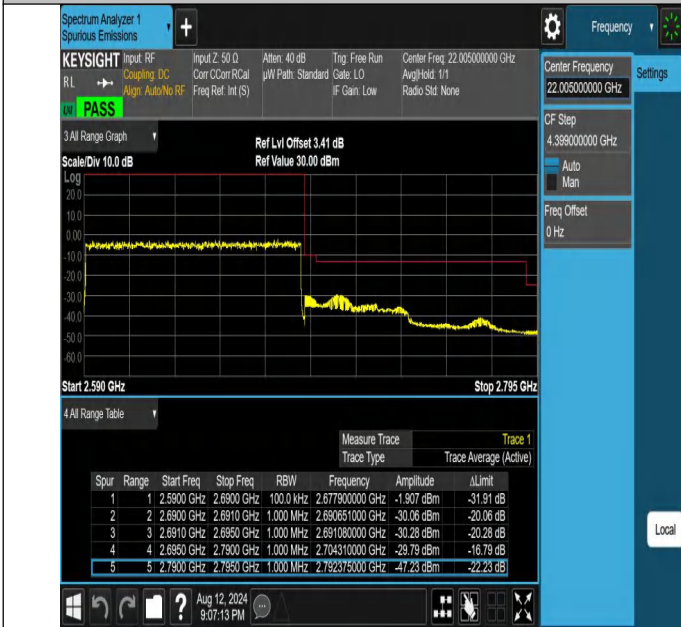 Spectrum Analyzer 1
Spurious Emissions
Frequency
KEYSIGHT
Input: RF
Input Z: 50 Ω
Atten: 40 dB
Trig: Free Run
Center Freq: 22.005000000 GHz
RL
Coupling: DC
Corr CCorr RCal
µW Path: Standard
Gate: LO
Avg|Hold: 1/1
Align: Auto/No RF
Freq Ref: Int (S)
IF Gain: Low
Radio Std: None
PASS
Center Frequency
22.005000000 GHz
Settings
CF Step
4.399000000 GHz
Auto
Man
Freq Offset
0 Hz
3 All Range Graph
Ref Lvl Offset 3.41 dB
Scale/Div 10.0 dB
Ref Value 30.00 dBm
Log
20.0
10.0
0.00
-10.0
-20.0
-30.0
-40.0
-50.0
-60.0
Start 2.590 GHz
Stop 2.795 GHz
4 All Range Table
Measure Trace Trace 1
Trace Type Trace Average (Active)
Spur Range Start Freq Stop Freq RBW Frequency Amplitude ΔLimit
1 1 2.5900 GHz 2.6900 GHz 100.0 kHz 2.677900000 GHz -1.907 dBm -31.91 dB
2 2 2.6900 GHz 2.6910 GHz 1.000 MHz 2.690651000 GHz -30.06 dBm -20.06 dB
3 3 2.6910 GHz 2.6950 GHz 1.000 MHz 2.691080000 GHz -30.28 dBm -20.28 dB
4 4 2.6950 GHz 2.7900 GHz 1.000 MHz 2.704310000 GHz -29.79 dBm -16.79 dB
5 5 2.7900 GHz 2.7950 GHz 1.000 MHz 2.792375000 GHz -47.23 dBm -22.23 dB
Local
Aug 12, 2024
9:07:13 PM